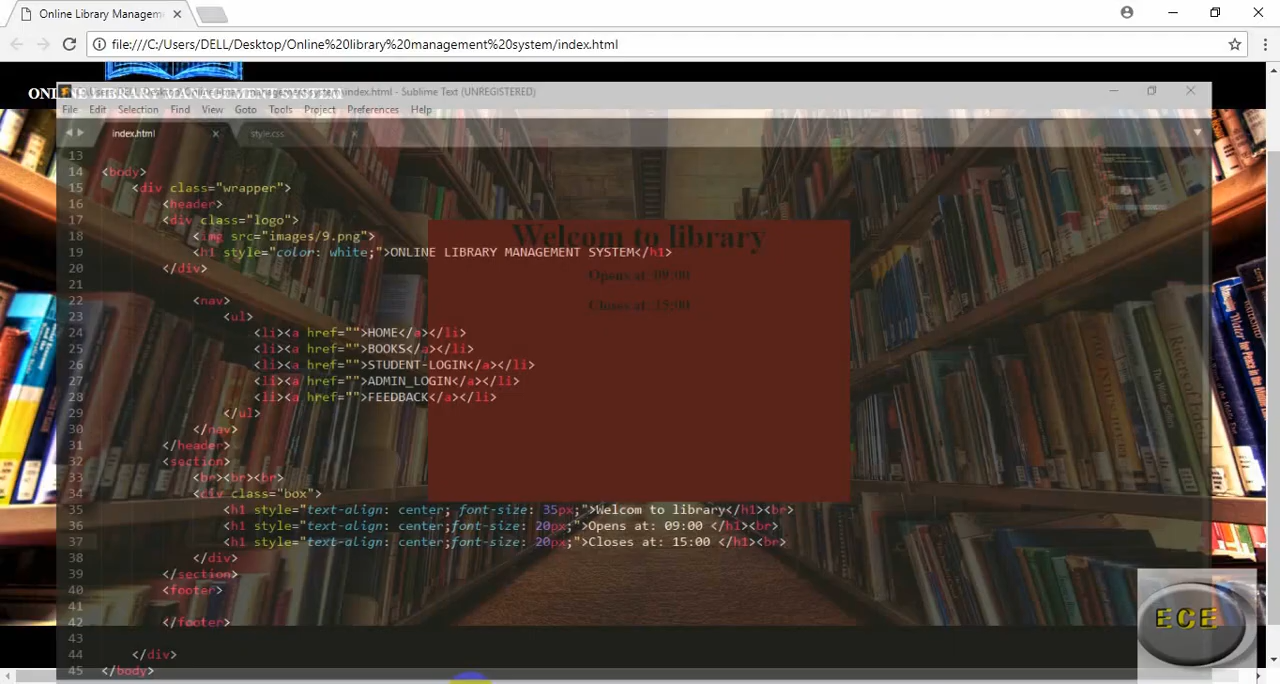 Online Library Managem
file:///C:/Users/DELL/Desktop/Online%20library%20management%20system/index.html
ONLINE LIBRARY MANAGEMENT SYSTEM
index.html - Sublime Text (UNREGISTERED)
File Edit Selection Find View Goto Tools Project Preferences Help
index.html style.css
13
14 <body>
15 <div class="wrapper">
16 <header>
17 <div class="logo">
18 <img src="images/9.png">
19 <h1 style="color: white;">ONLINE LIBRARY MANAGEMENT SYSTEM</h1>
20 </div>
21
22 <nav>
23 <ul>
24 <li><a href="">HOME</a></li>
25 <li><a href="">BOOKS</a></li>
26 <li><a href="">STUDENT-LOGIN</a></li>
27 <li><a href="">ADMIN_LOGIN</a></li>
28 <li><a href="">FEEDBACK</a></li>
29 </ul>
30 </nav>
31 </header>
32 <section>
33 <br><br><br>
34 <div class="box">
35 <h1 style="text-align: center; font-size: 35px;">Welcom to library</h1><br>
36 <h1 style="text-align: center;font-size: 20px;">Opens at: 09:00 </h1><br>
37 <h1 style="text-align: center;font-size: 20px;">Closes at: 15:00 </h1><br>
38 </div>
39 </section>
40 <footer>
41
42 </footer>
43
44 </div>
45 </body>
Welcom to library
Opens at: 09:00
Closes at: 15:00
ECE